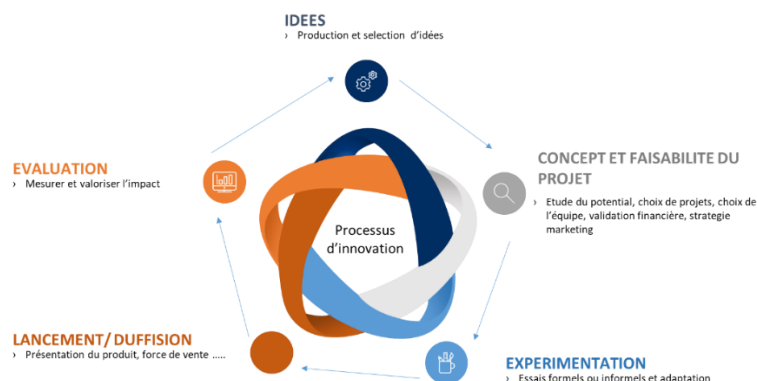 IDEES
› Production et selection d'idées
EVALUATION
› Mesurer et valoriser l'impact
CONCEPT ET FAISABILITE DU
PROJET
› Etude du potential, choix de projets, choix de
l'équipe, validation financière, strategie
marketing
Processus
d'innovation
LANCEMENT/ DUFFISION
› Présentation du produit, force de vente .....
EXPERIMENTATION
› Essais formels ou informels et adaptation